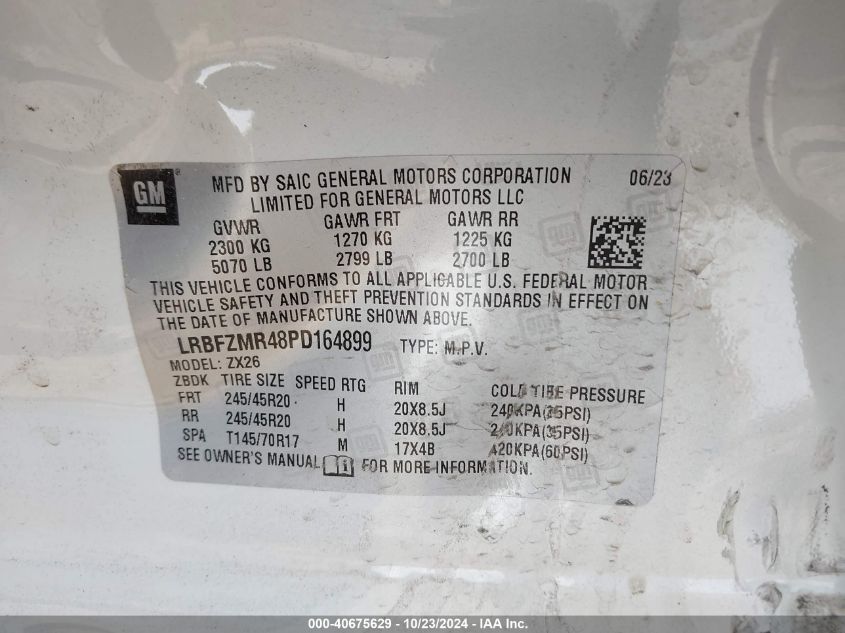 GM
MFD BY SAIC GENERAL MOTORS CORPORATION 06/23
LIMITED FOR GENERAL MOTORS LLC
GVWR GAWR FRT GAWR RR
2300 KG 1270 KG 1225 KG
5070 LB 2799 LB 2700 LB
THIS VEHICLE CONFORMS TO ALL APPLICABLE U.S. FEDERAL MOTOR
VEHICLE SAFETY AND THEFT PREVENTION STANDARDS IN EFFECT ON
THE DATE OF MANUFACTURE SHOWN ABOVE.
LRBFZMR48PD164899 TYPE: M.P.V.
MODEL: ZX26
ZBDK TIRE SIZE SPEED RTG RIM COLD TIRE PRESSURE
FRT 245/45R20 H 20X8.5J 240KPA(35PSI)
RR 245/45R20 H 20X8.5J 240KPA(35PSI)
SPA T145/70R17 M 17X4B 420KPA(60PSI)
SEE OWNER'S MANUAL FOR MORE INFORMATION.
000-40675629 - 10/23/2024 - IAA Inc.